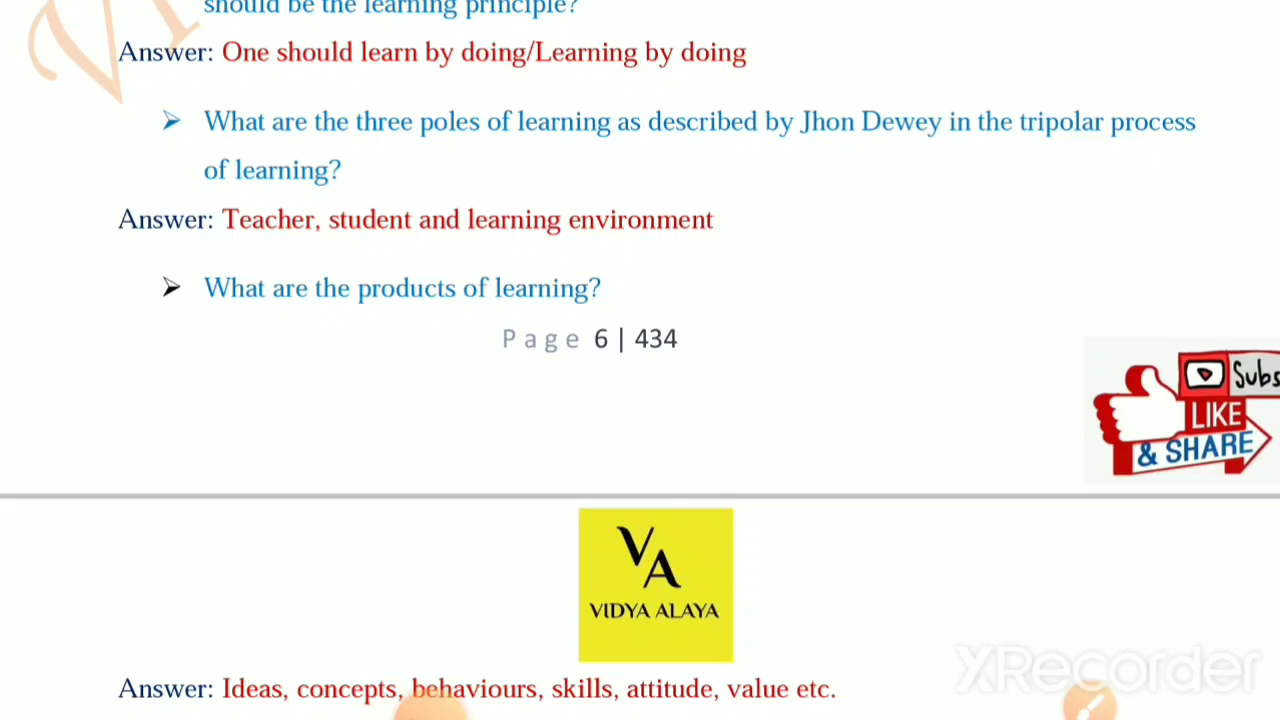 should be the learning principle?
Answer: One should learn by doing/Learning by doing
➤ What are the three poles of learning as described by Jhon Dewey in the tripolar process
of learning?
Answer: Teacher, student and learning environment
➤ What are the products of learning?
Page 6 | 434
Subs
LIKE
& SHARE
VA
VIDYA ALAYA
XRecorder
Answer: Ideas, concepts, behaviours, skills, attitude, value etc.